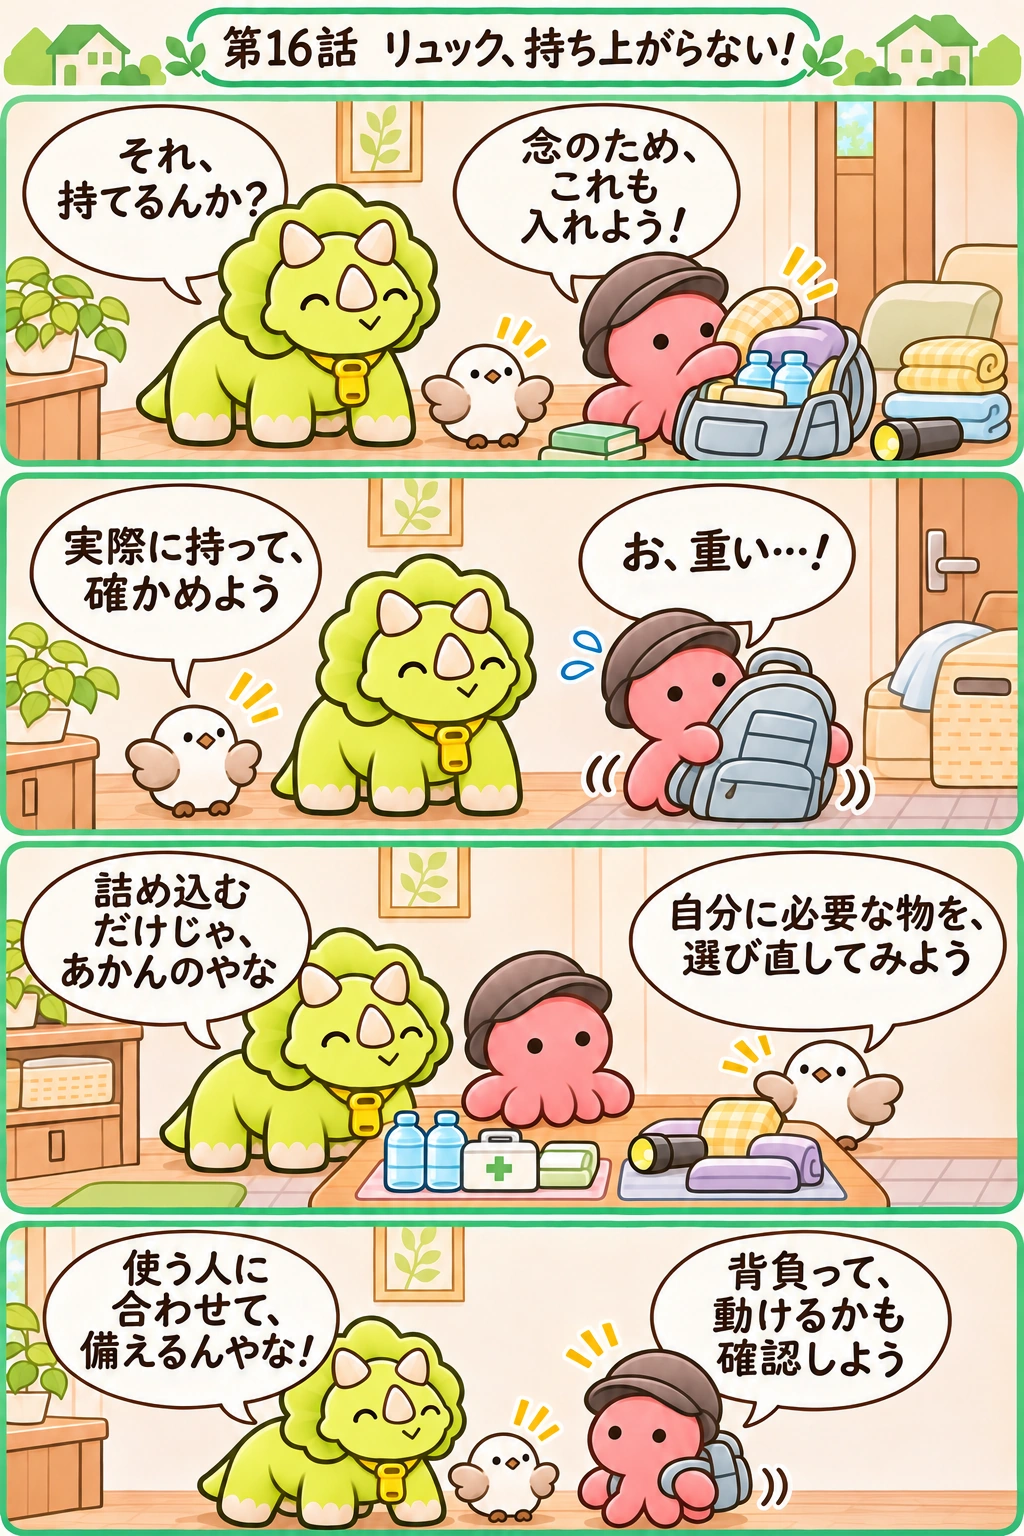 第16話 リュック、持ち上がらない!
それ、
持てるんか?
念のため、
これも
入れよう!
実際に持って、
確かめよう
お、重い…!
詰め込む
だけじゃ、
あかんのやな
自分に必要な物を、
選び直してみよう
使う人に
合わせて、
備えるんやな!
背負って、
動けるかも
確認しよう